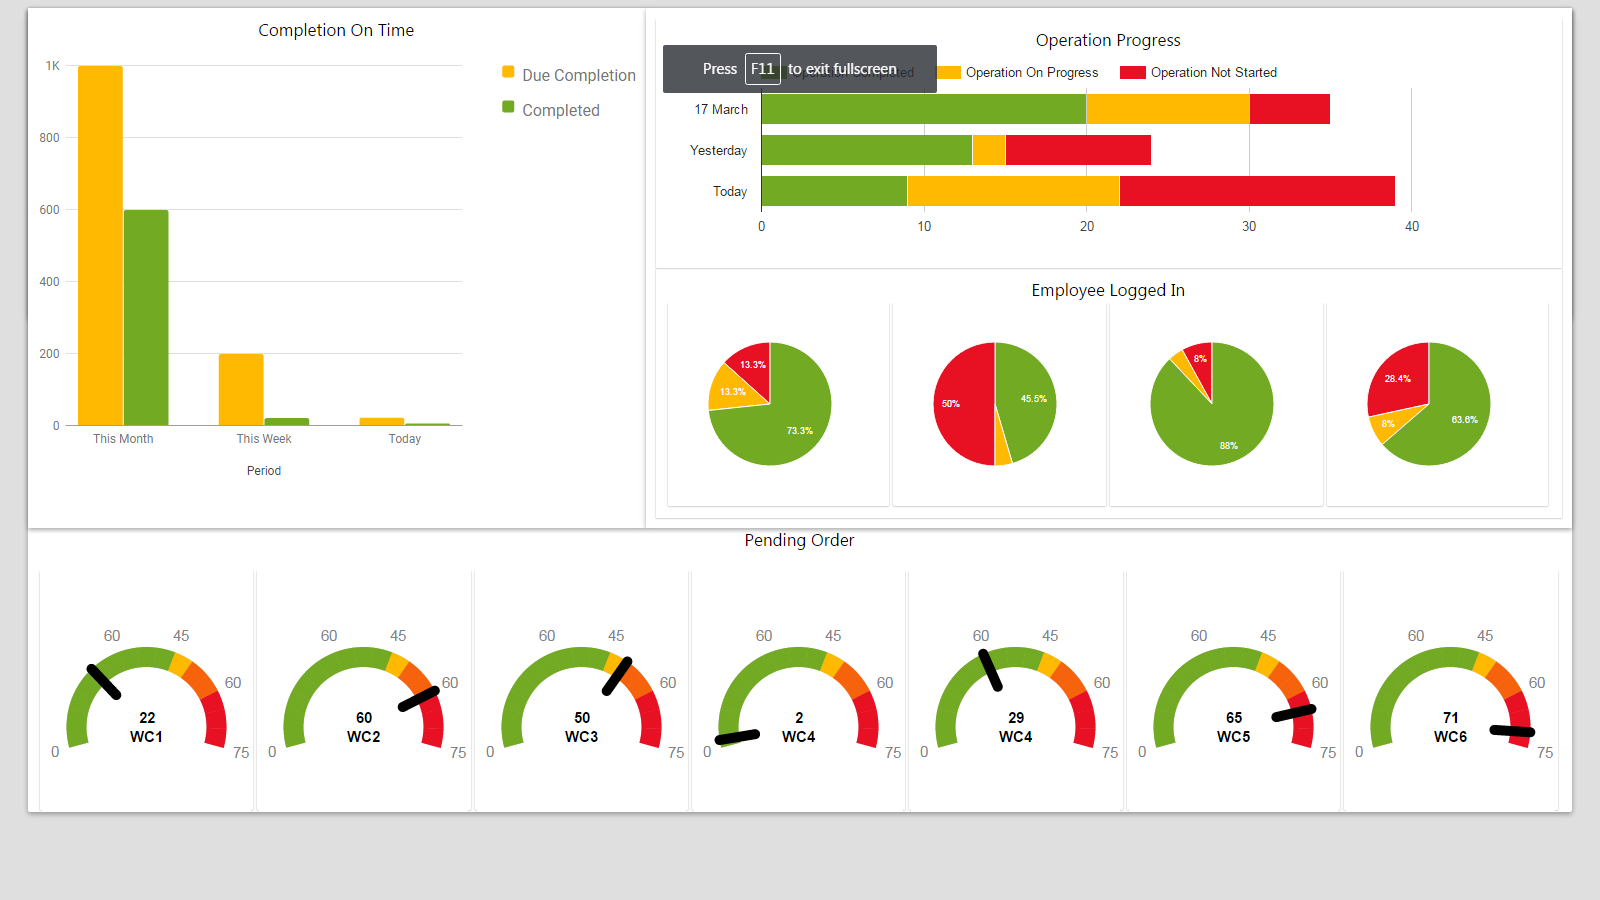 Completion On Time
1K
800
600
400
200
0
This Month
This Week
Today
Period
Due Completion
Completed
Operation Progress
Press F11 to exit fullscreen
Operation Completed
Operation On Progress
Operation Not Started
17 March
Yesterday
Today
0
10
20
30
40
Employee Logged In
13.3%
13.3%
73.3%
50%
45.5%
8%
88%
28.4%
8%
63.6%
Pending Order
60
45
60
22
WC1
0
75
60
45
60
60
WC2
0
75
60
45
60
50
WC3
0
75
60
45
60
2
WC4
0
75
60
45
60
29
WC4
0
75
60
45
60
65
WC5
0
75
60
45
60
71
WC6
0
75